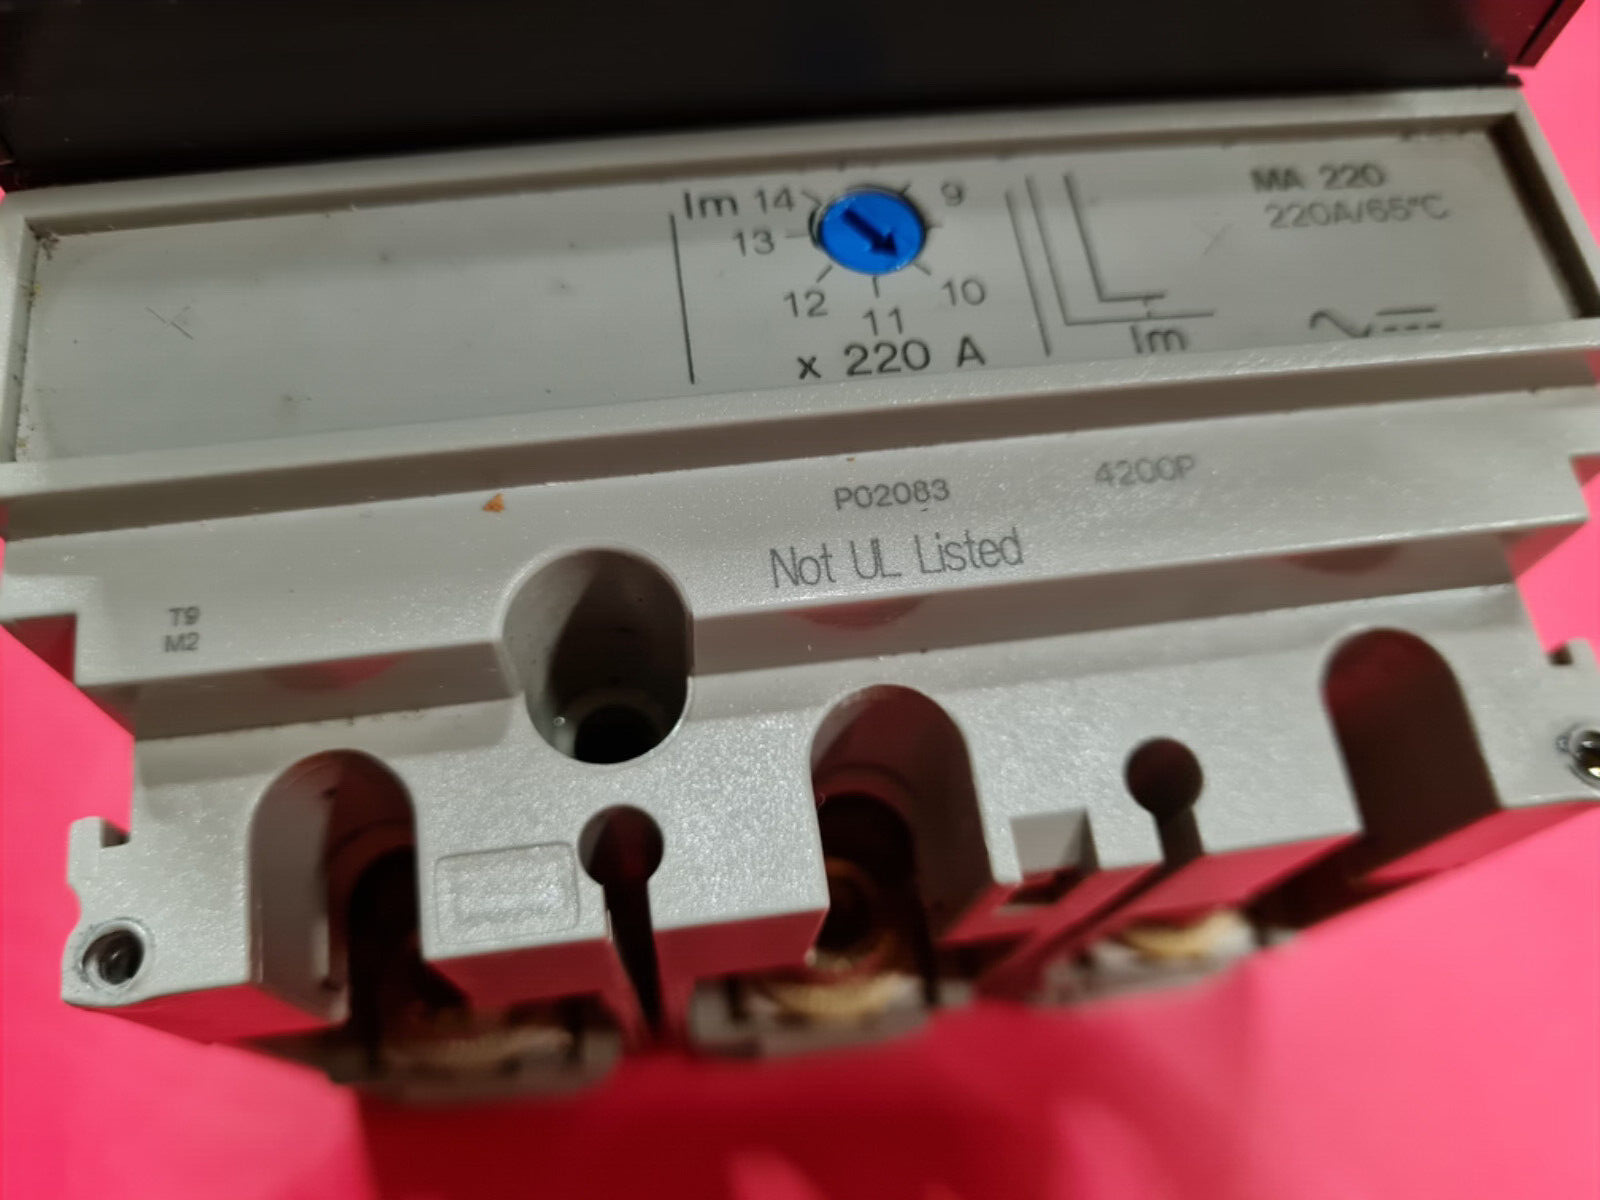 Im 14
9
13
12
10
11
x 220 A
Im
MA 220
220A/65°C
P02083
4200P
Not UL Listed
T9
M2